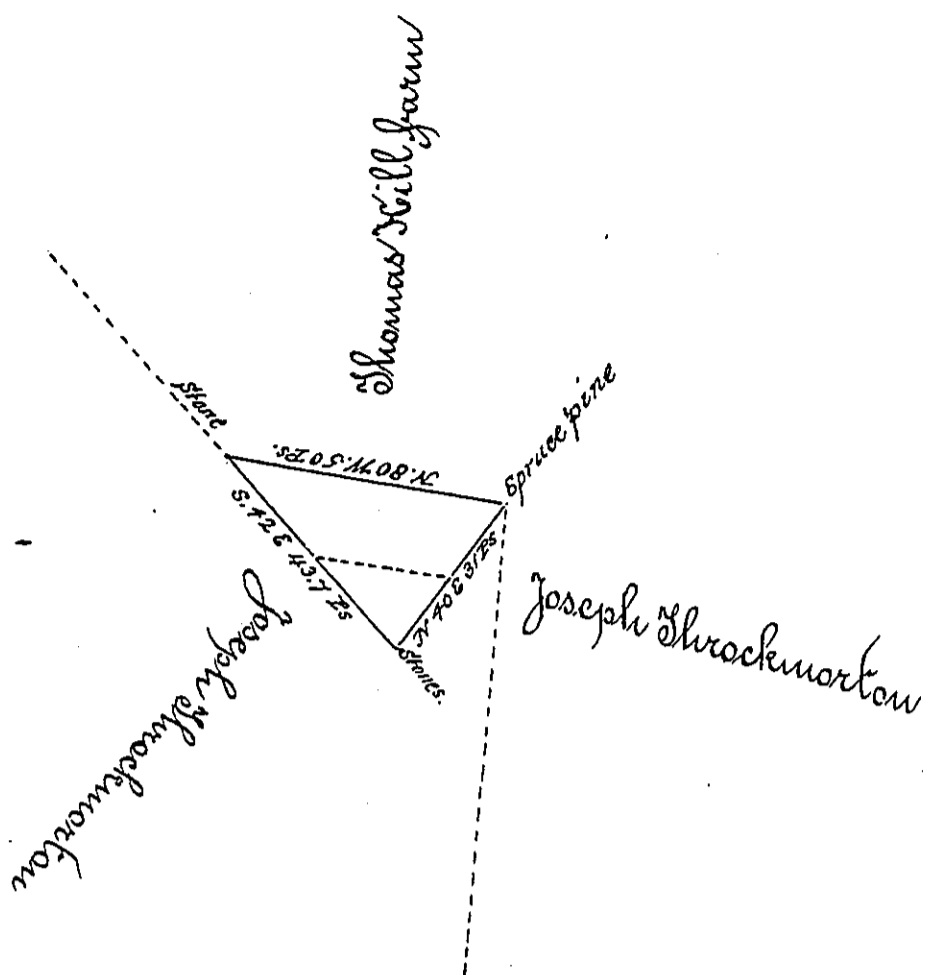 Thomas Hill farm
Stone
N. 80 W. 50 Ps.
Spruce pine
S. 42 E 43.7 Ps
N 40 E 31 Ps
Stones.
Joseph Throckmorton
Joseph Throckmorton